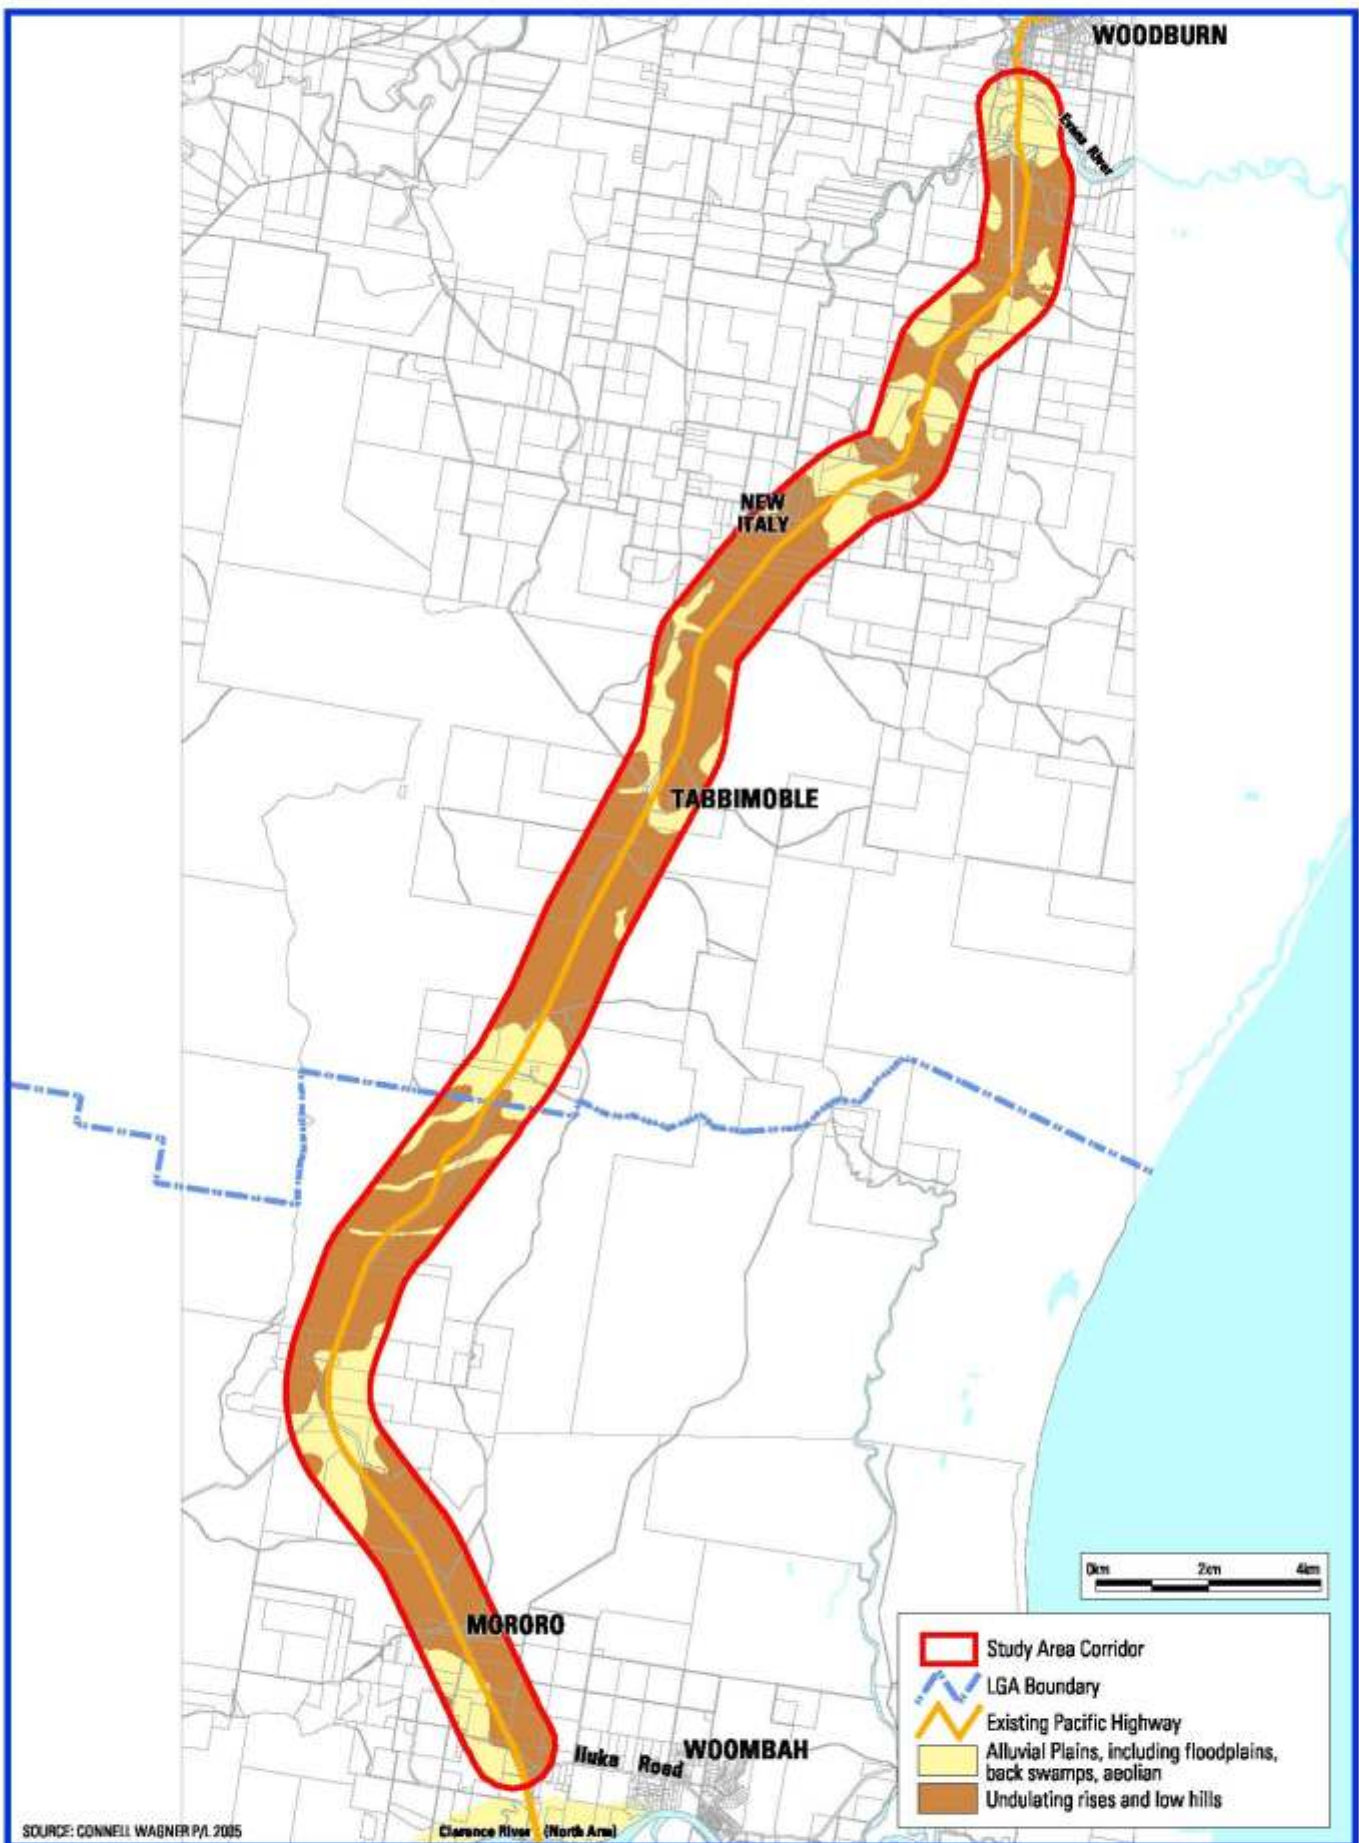 WOODBURN
Evans River
NEW
ITALY
TABBIMOBLE
MORORO
Iluka Road
WOOMBAH
Clarence River (North Arm)
0km 2km 4km
Study Area Corridor
LGA Boundary
Existing Pacific Highway
Alluvial Plains, including floodplains,
back swamps, aeolian
Undulating rises and low hills
SOURCE: CONNELL WAGNER P/L 2005